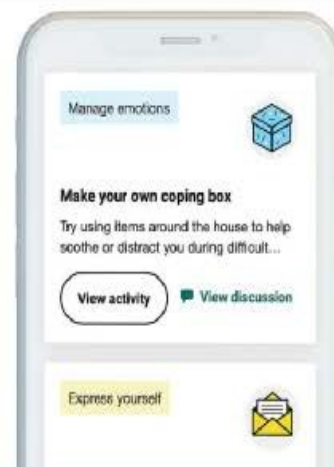 Manage emotions
Make your own coping box
Try using items around the house to help
soothe or distract you during difficult...
View activity
View discussion
Express yourself